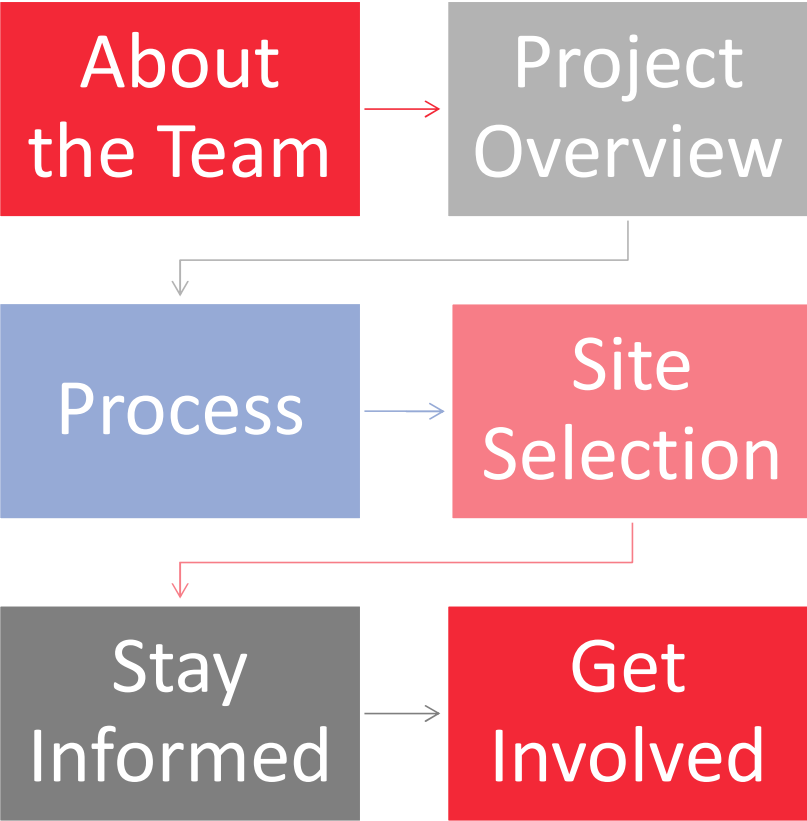 About
the Team
Project
Overview
Process
Site
Selection
Stay
Informed
Get
Involved